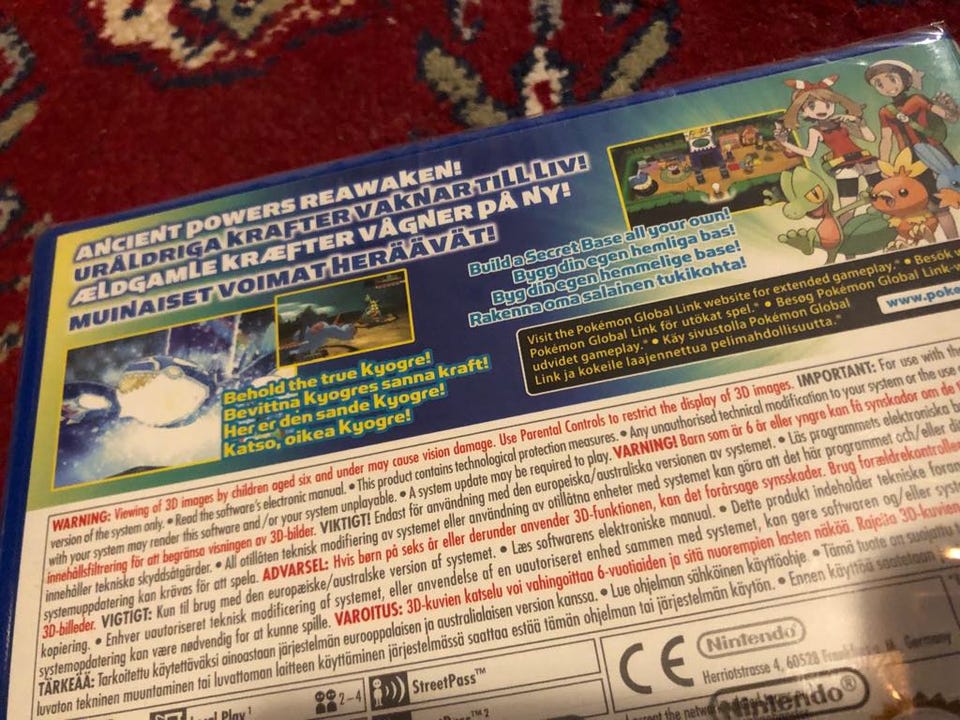 ANCIENT POWERS REAWAKEN!
URÅLDRIGA KRAFTER VAKNAR TILL LIV!
ÆLDGAMLE KRÆFTER VÅGNER PÅ NY!
MUINAISET VOIMAT HERÄÄVÄT!
Build a Secret Base all your own!
Bygg din egen hemliga bas!
Byg din egen hemmelige base!
Rakenna oma salainen tukikohta!
Behold the true Kyogre!
Bevittna Kyogres sanna kraft!
Her er den sande Kyogre!
Katso, oikea Kyogre!
Visit the Pokémon Global Link website for extended gameplay.* • Besök
Pokémon Global Link för utökat spel.* • Besøg Pokémon Global Link-
udvidet gameplay.* • Käy sivustolla Pokémon Global
Link ja kokeile laajennettua pelimahdollisuutta.*
www.poke
WARNING: Viewing of 3D images by children aged six and under may cause vision damage. Use Parental Controls to restrict the display of 3D images. IMPORTANT: For use with the
version of the system only. • Read the software's electronic manual. • This product contains technological protection measures. • Any unauthorised technical modification to your system or the use
with your system may render this software and/or your system unplayable. • A system update may be required to play. VARNING! Barn som är 6 år eller yngre kan få synskador om de
innehållsfiltrering för att begränsa visningen av 3D-bilder. VIKTIGT! Endast för användning med den europeiska/australiska versionen av systemet. • Läs programmets elektroniska
innehåller tekniska skyddsåtgärder. • All otillåten teknisk modifiering av systemet eller användning av otillåtna enheter med systemet kan göra att det här programmet och/eller
systemuppdatering kan krävas för att spela. ADVARSEL: Hvis børn på seks år eller derunder anvender 3D-funktionen, kan det forårsage synsskader. Brug forældrekontrollen
3D-billeder. VIGTIGT: Kun til brug med den europæiske/australske version af systemet. • Læs softwarens elektroniske manual. • Dette produkt indeholder tekniske
kopiering. • Enhver uautoriseret teknisk modificering af systemet, eller anvendelse af en uautoriseret enhed sammen med systemet, kan gøre softwaren og/eller
systemopdatering kan være nødvendig for at kunne spille. VAROITUS: 3D-kuvien katselu voi vahingoittaa 6-vuotiaiden ja sitä nuorempien lasten näköä. Rajoita 3D-kuvien
TÄRKEÄÄ: Tarkoitettu käytettäväksi ainoastaan järjestelmän eurooppalaisen ja australialaisen version kanssa. • Lue ohjelman sähköinen käyttöohje. • Tämä tuote on suojattu
luvaton tekninen muuntaminen tai luvattoman laitteen käyttäminen järjestelmässä saattaa estää tämän ohjelman tai järjestelmän käytön. • Ennen käyttöä saatetaan
Local Play¹
2–4
StreetPass™
CE
Nintendo
Herriotstrasse 4, 60528 Frankfurt a. M. Germany
Nintendo®